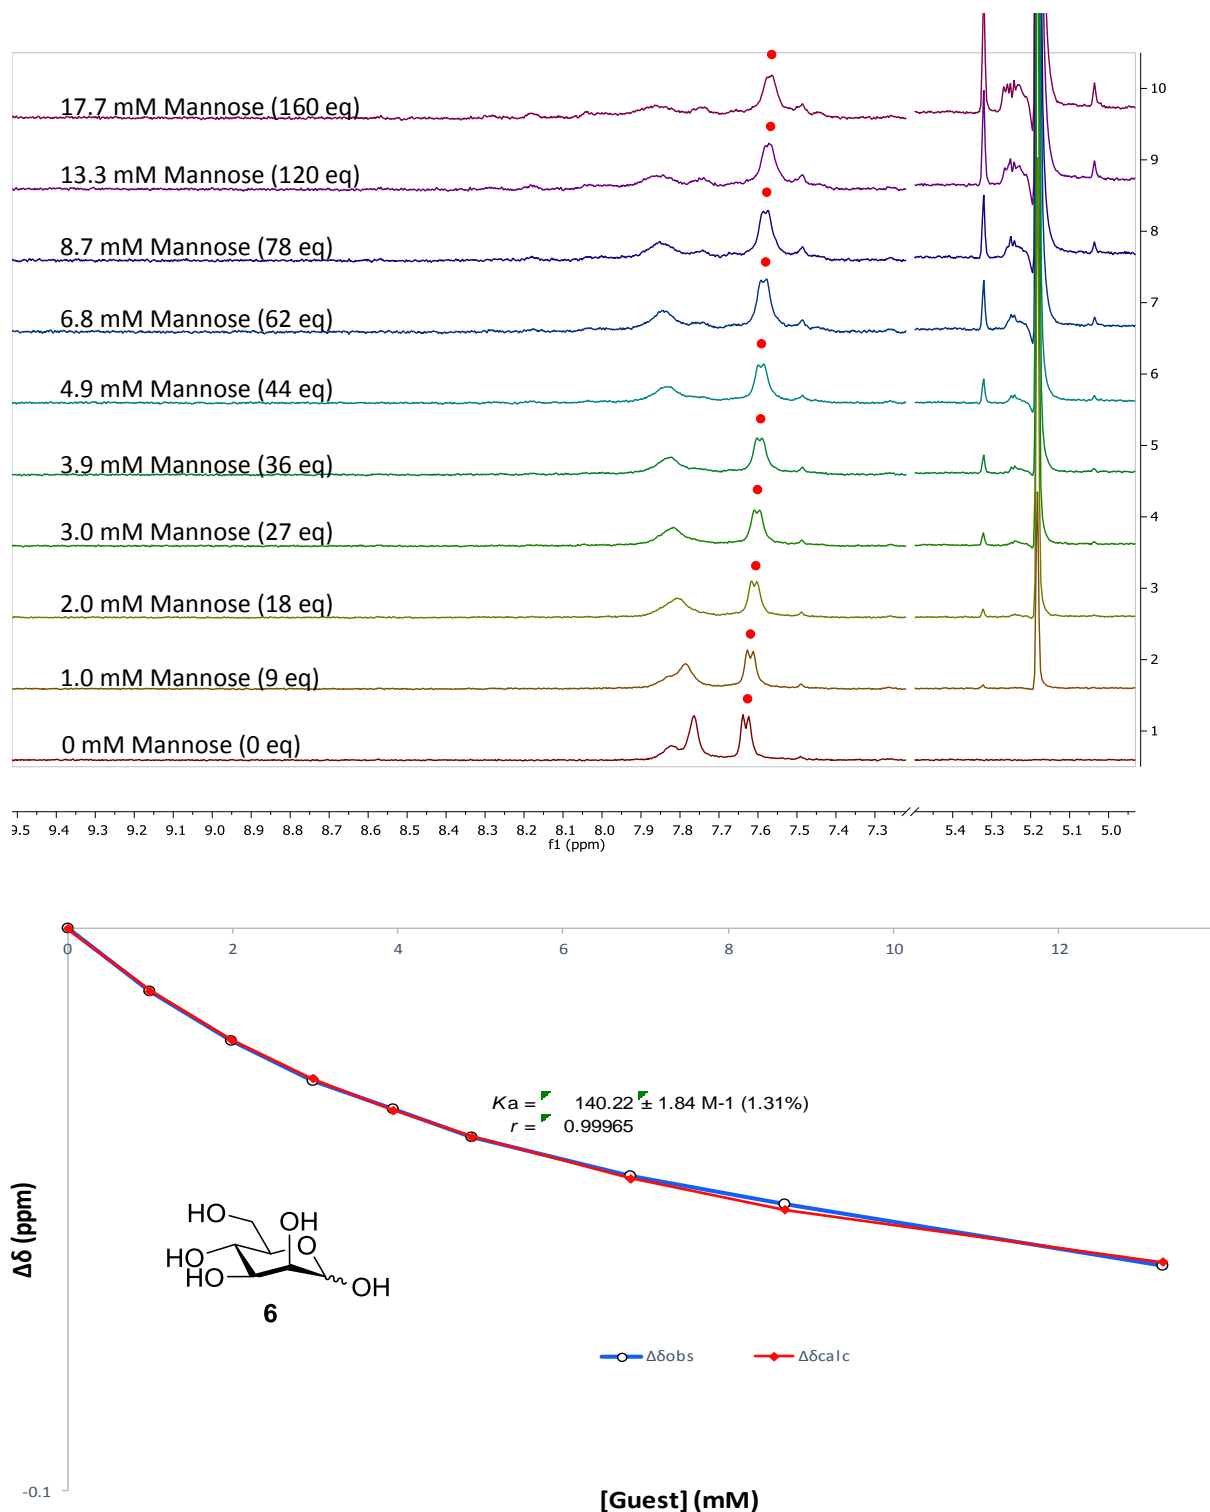 17.7 mM Mannose (160 eq)
13.3 mM Mannose (120 eq)
8.7 mM Mannose (78 eq)
6.8 mM Mannose (62 eq)
4.9 mM Mannose (44 eq)
3.9 mM Mannose (36 eq)
3.0 mM Mannose (27 eq)
2.0 mM Mannose (18 eq)
1.0 mM Mannose (9 eq)
0 mM Mannose (0 eq)
10
9
8
7
6
5
4
3
2
1
9.5 9.4 9.3 9.2 9.1 9.0 8.9 8.8 8.7 8.6 8.5 8.4 8.3 8.2 8.1 8.0 7.9 7.8 7.7 7.6 7.5 7.4 7.3 5.4 5.3 5.2 5.1 5.0
f1 (ppm)
0 2 4 6 8 10 12
Ka = 140.22 ± 1.84 M-1 (1.31%)
r = 0.99965
Δδ (ppm)
HO
OH
HO
O
HO
OH
6
Δδobs Δδcalc
-0.1
[Guest] (mM)